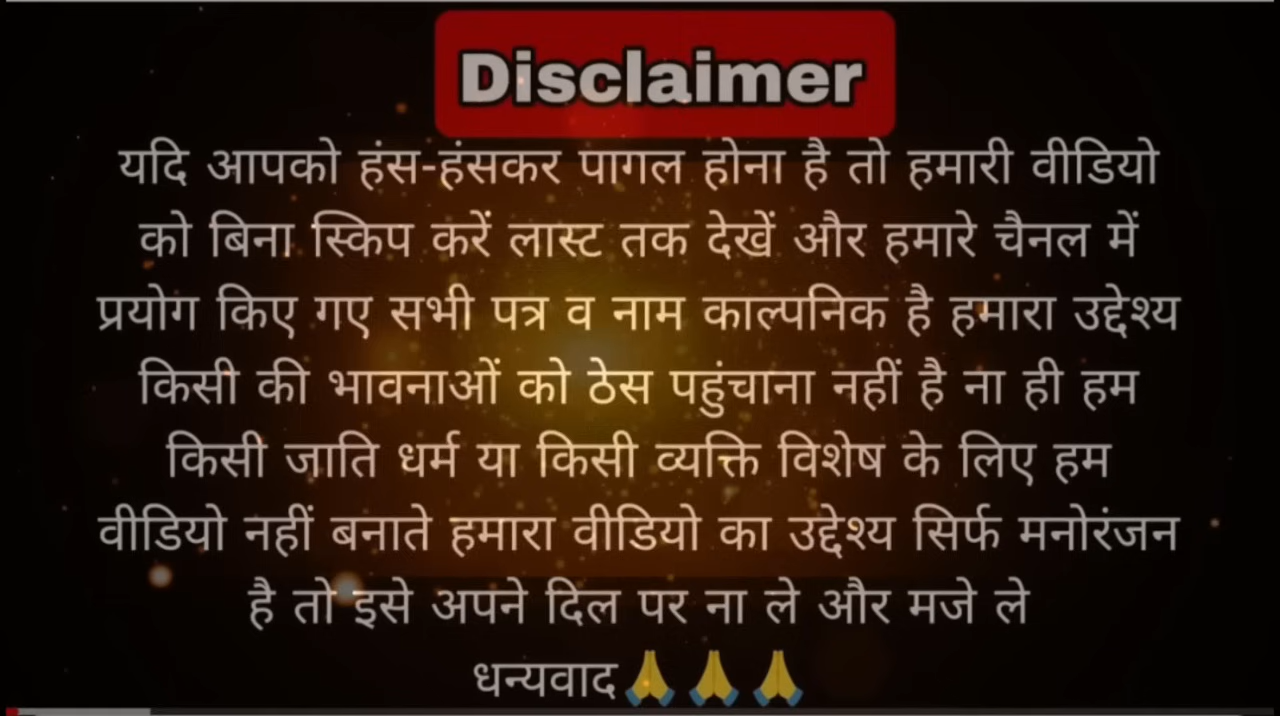 Disclaimer
यदि आपको हंस-हंसकर पागल होना है तो हमारी वीडियो
को बिना स्किप करें लास्ट तक देखें और हमारे चैनल में
प्रयोग किए गए सभी पत्र व नाम काल्पनिक है हमारा उद्देश्य
किसी की भावनाओं को ठेस पहुंचाना नहीं है ना ही हम
किसी जाति धर्म या किसी व्यक्ति विशेष के लिए हम
वीडियो नहीं बनाते हमारा वीडियो का उद्देश्य सिर्फ मनोरंजन
है तो इसे अपने दिल पर ना ले और मजे ले
धन्यवाद🙏🙏🙏